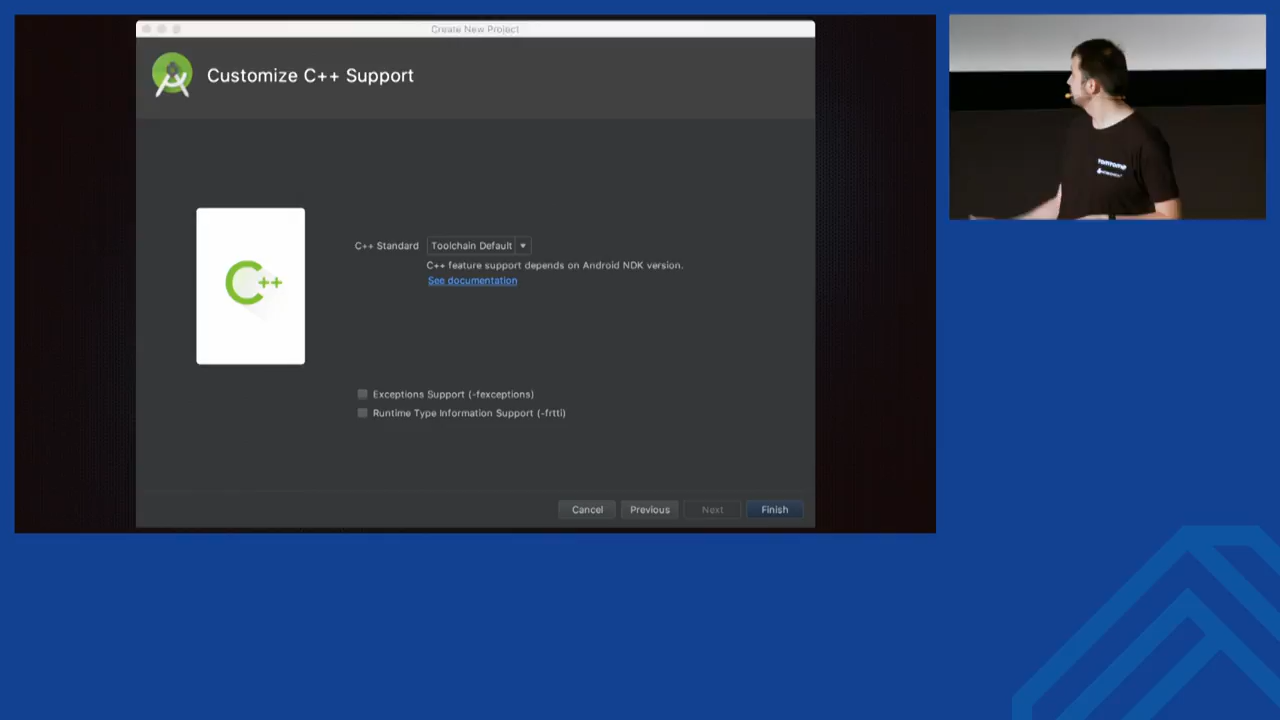 Create New Project
Customize C++ Support
C++
C++ Standard
Toolchain Default
C++ feature support depends on Android NDK version.
See documentation
Exceptions Support (-fexceptions)
Runtime Type Information Support (-frtti)
Cancel
Previous
Next
Finish